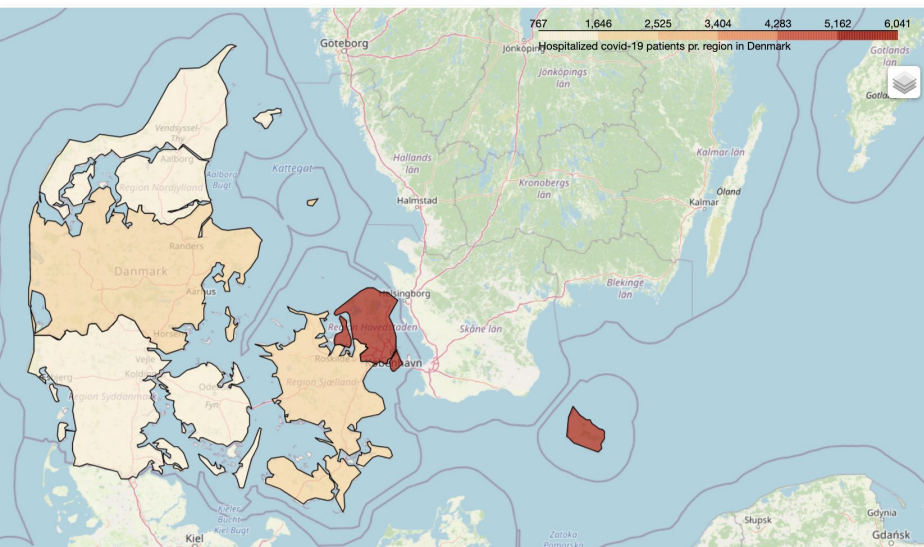 767 1,646 2,525 3,404 4,283 5,162 6,041
Hospitalized covid-19 patients pr. region in Denmark
Göteborg
Jönköping
Gotlands
län
Jönköpings
län
Vendsyssel-
Thy
Aalborg
Region Nordjylland
Aalborg
Bugt
Kattegat
Hallands
län
Kronobergs
län
Kalmar län
Öland
Halmstad
Kalmar
Randers
Danmark
Aarhus
Horsens
Helsingborg
Blekinge
län
Region Hovedstaden
Skåne län
København
Vejle
Kolding
Region Syddanmark
Fyn
Region Sjælland
Kieler
Bucht
Kiel Bugt
Kiel
Zatoka
Pomorska
Słupsk
Gdynia
Gdańsk